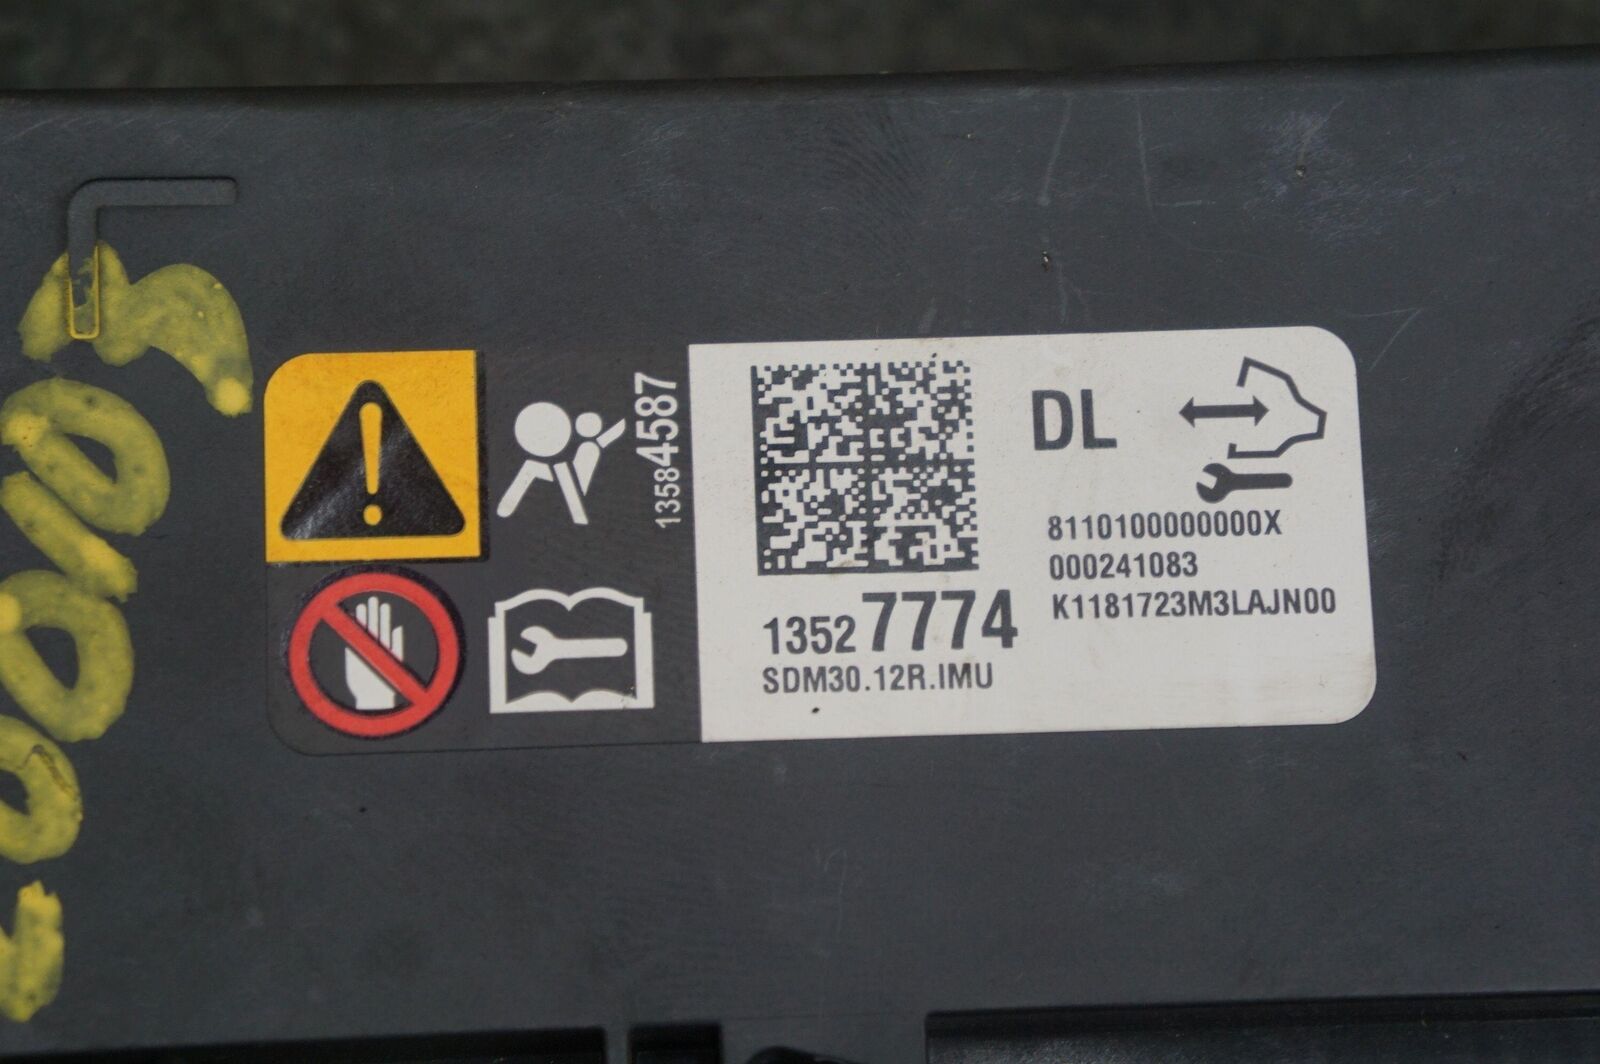 13584587
DL
8110100000000X
000241083
K1181723M3LAJN00
13527774
SDM30.12R.IMU